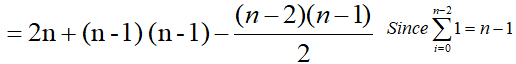 = 2n + (n - 1) (n - 1) − (n−2)(n−1)/2 Since ∑_{i=0}^{n−2} 1 = n − 1